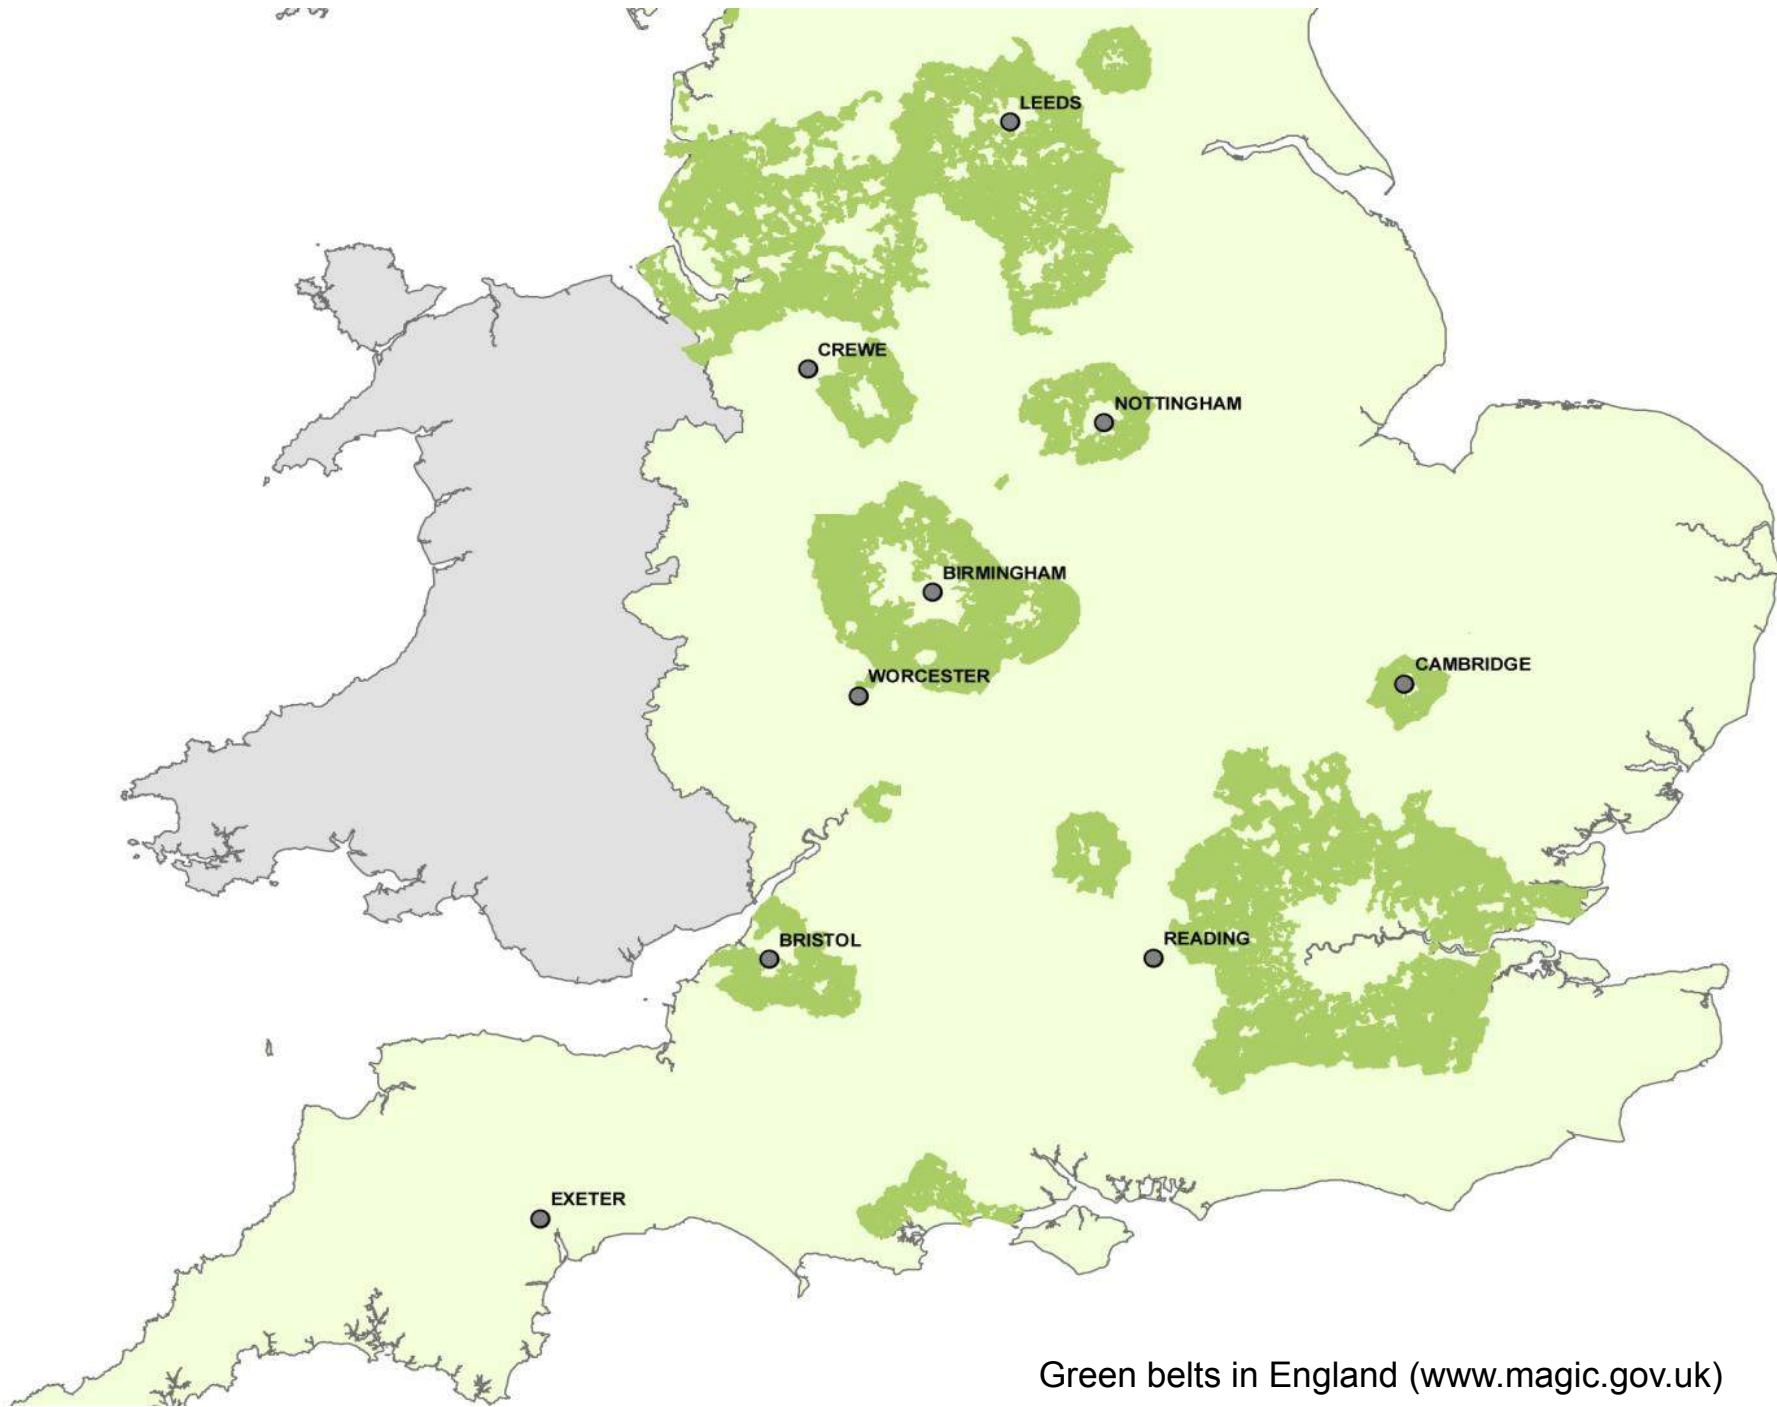 LEEDS
CREWE
NOTTINGHAM
BIRMINGHAM
CAMBRIDGE
WORCESTER
BRISTOL
READING
EXETER
Green belts in England (www.magic.gov.uk)